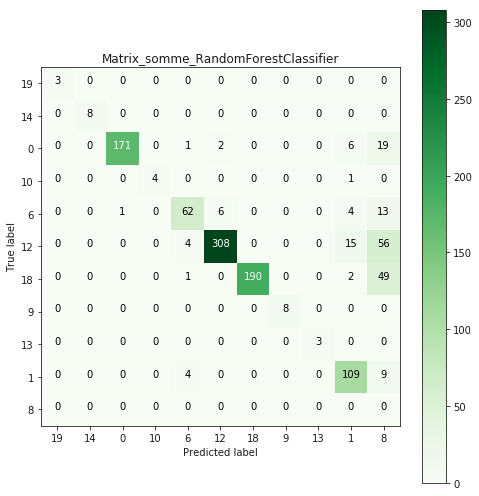 Matrix_somme_RandomForestClassifier
19 3 0 0 0 0 0 0 0 0 0 0
14 0 8 0 0 0 0 0 0 0 0 0
0 0 0 171 0 1 2 0 0 0 6 19
10 0 0 0 4 0 0 0 0 0 1 0
6 0 0 1 0 62 6 0 0 0 4 13
12 0 0 0 0 4 308 0 0 0 15 56
18 0 0 0 0 1 0 190 0 0 2 49
9 0 0 0 0 0 0 0 8 0 0 0
13 0 0 0 0 0 0 0 0 3 0 0
1 0 0 0 0 4 0 0 0 0 109 9
8 0 0 0 0 0 0 0 0 0 0 0
19 14 0 10 6 12 18 9 13 1 8
True label
Predicted label
300
250
200
150
100
50
0